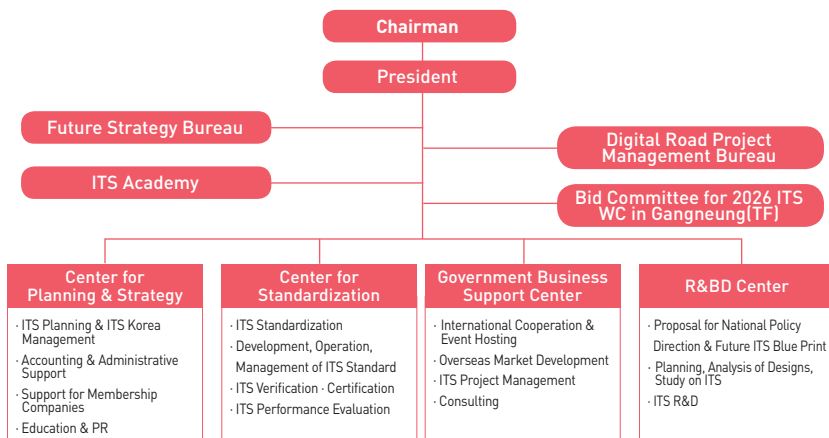 Chairman
President
Future Strategy Bureau
Digital Road Project
Management Bureau
ITS Academy
Bid Committee for 2026 ITS
WC in Gangneung(TF)
Center for
Planning & Strategy
· ITS Planning & ITS Korea
Management
· Accounting & Administrative
Support
· Support for Membership
Companies
· Education & PR
Center for
Standardization
· ITS Standardization
· Development, Operation,
Management of ITS Standard
· ITS Verification · Certification
· ITS Performance Evaluation
Government Business
Support Center
· International Cooperation &
Event Hosting
· Overseas Market Development
· ITS Project Management
· Consulting
R&BD Center
· Proposal for National Policy
Direction & Future ITS Blue Print
· Planning, Analysis of Designs,
Study on ITS
· ITS R&D